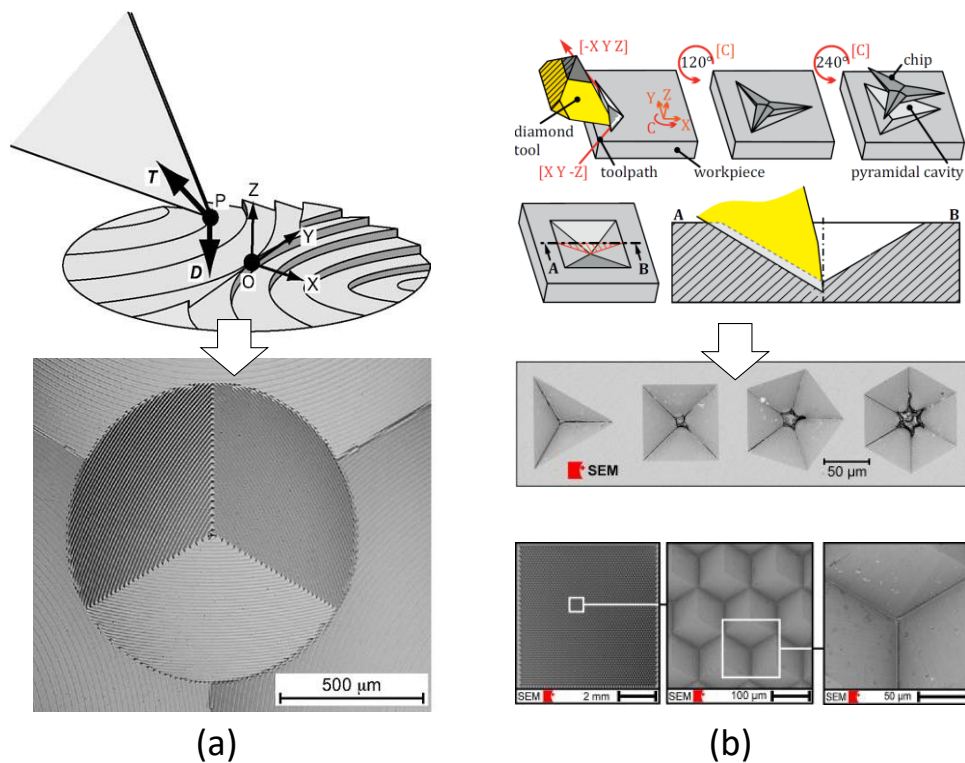 T
P
Z
Y
D
O
X
500 μm
(a)
[-X Y Z]
120°
[C]
240°
[C]
chip
Y
Z
C
X
diamond
tool
[X Y -Z]
toolpath
workpiece
pyramidal cavity
A
B
A
B
SEM
50 μm
SEM
2 mm
SEM
100 μm
SEM
50 μm
(b)